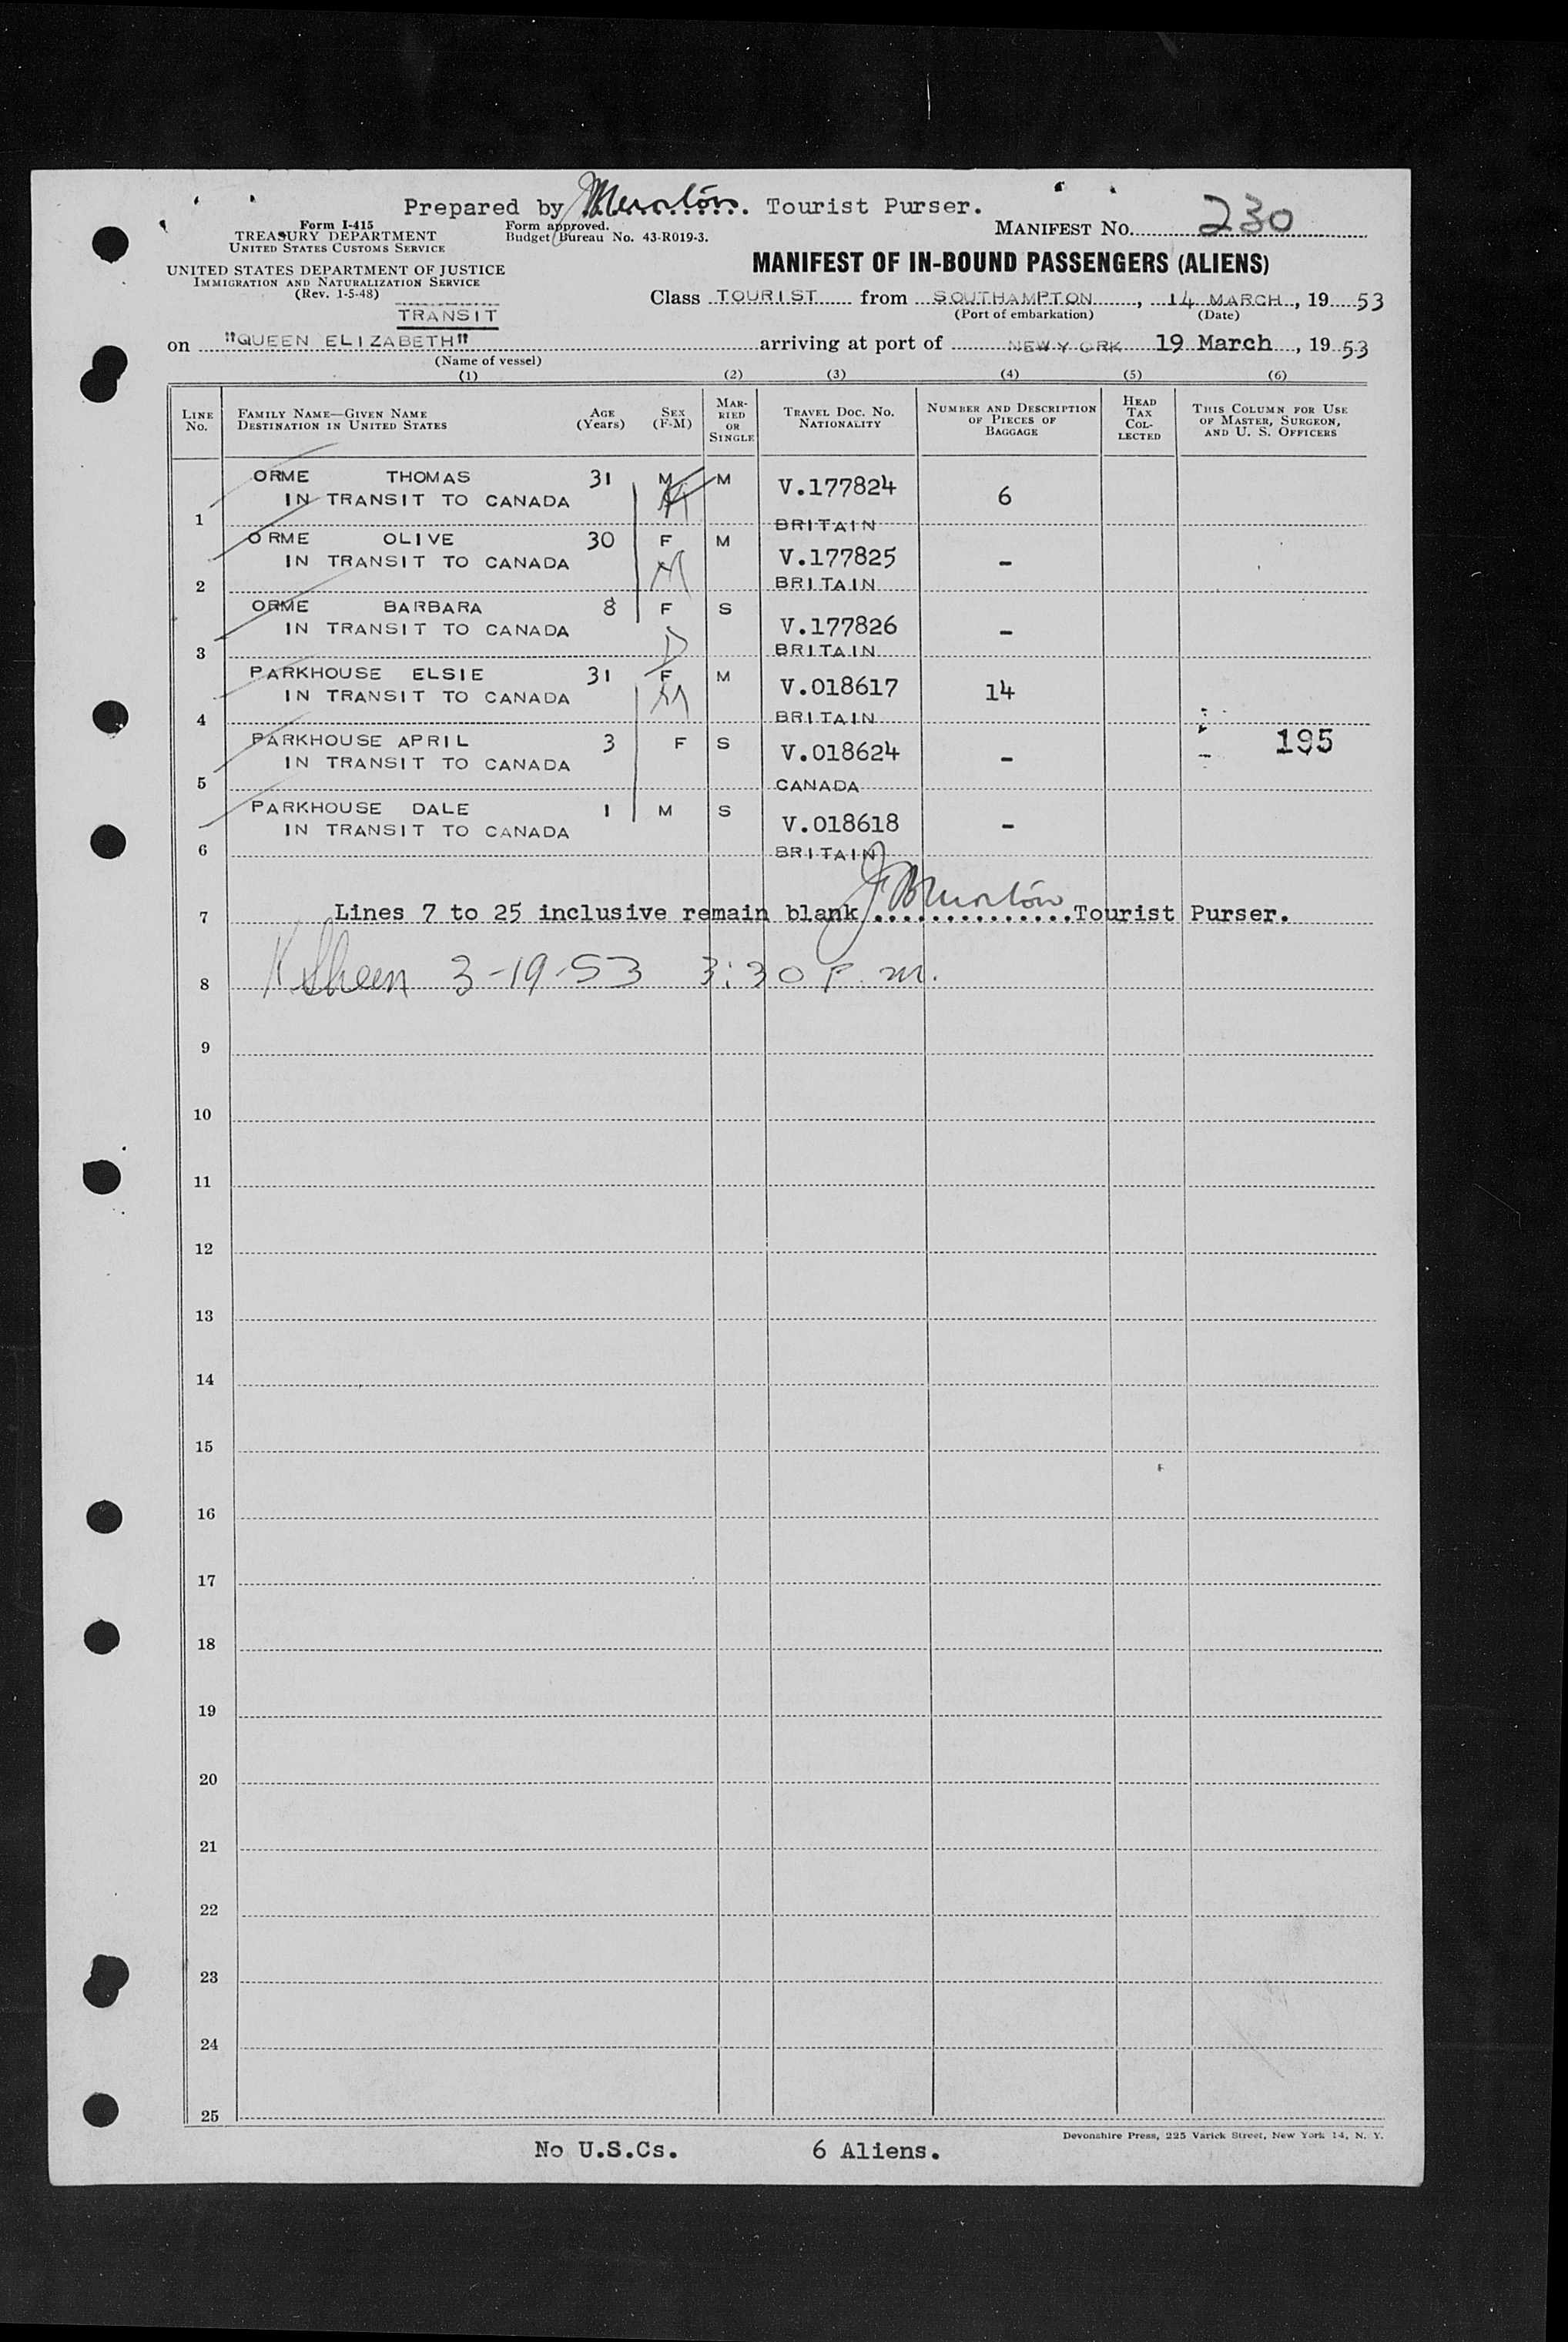 Prepared by ............ Tourist Purser.
Form I-415
TREASURY DEPARTMENT
UNITED STATES CUSTOMS SERVICE
Form approved.
Budget Bureau No. 43-R019-3.
MANIFEST No. 230
UNITED STATES DEPARTMENT OF JUSTICE
IMMIGRATION AND NATURALIZATION SERVICE
(Rev. 1-5-48)
MANIFEST OF IN-BOUND PASSENGERS (ALIENS)
Class TOURIST from SOUTHAMPTON, 14 MARCH, 19 53
(Port of embarkation) (Date)
TRANSIT
on "QUEEN ELIZABETH" arriving at port of NEW YORK 19 March, 19 53
(Name of vessel)
(1) (2) (3) (4) (5) (6)
LINE No. FAMILY NAME—GIVEN NAME DESTINATION IN UNITED STATES AGE (Years) SEX (F-M) MARRIED OR SINGLE TRAVEL DOC. NO. NATIONALITY NUMBER AND DESCRIPTION OF PIECES OF BAGGAGE HEAD TAX COLLECTED THIS COLUMN FOR USE OF MASTER, SURGEON, AND U. S. OFFICERS
ORME THOMAS 31 M M V.177824 6
1 IN TRANSIT TO CANADA M BRITAIN
ORME OLIVE 30 F M V.177825 -
2 IN TRANSIT TO CANADA M BRITAIN
ORME BARBARA 8 F S V.177826 -
3 IN TRANSIT TO CANADA D BRITAIN
PARKHOUSE ELSIE 31 F M V.018617 14
4 IN TRANSIT TO CANADA M BRITAIN
PARKHOUSE APRIL 3 F S V.018624 - 195
5 IN TRANSIT TO CANADA CANADA
PARKHOUSE DALE 1 M S V.018618 -
6 IN TRANSIT TO CANADA BRITAIN
7 Lines 7 to 25 inclusive remain blank ............... Tourist Purser.
8 3-19-53 3:30 P.m.
9
10
11
12
13
14
15
16
17
18
19
20
21
22
23
24
25
Devonshire Press, 225 Varick Street, New York 14, N. Y.
No U.S.Cs. 6 Aliens.